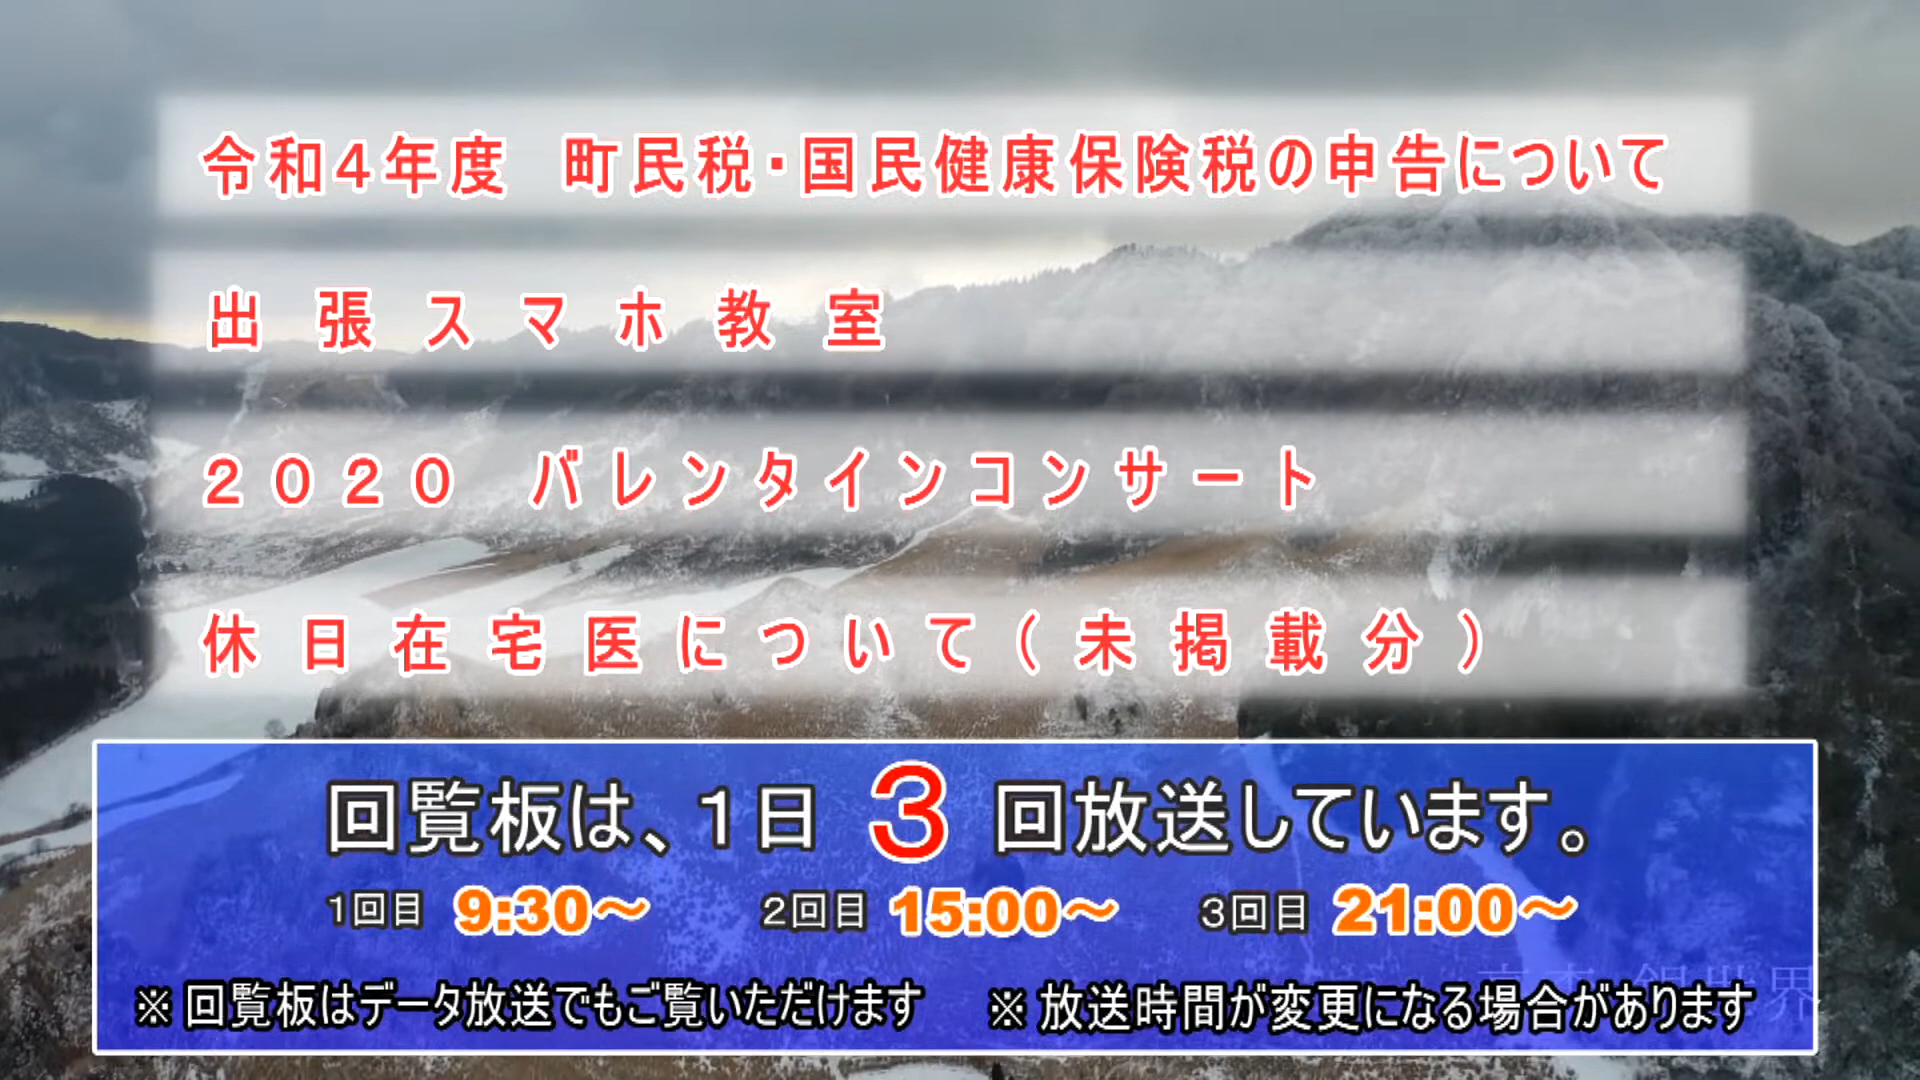 令和４年度　町民税・国民健康保険税の申告について
出張スマホ教室
２０２０　バレンタインコンサート
休日在宅医について（未掲載分）
回覧板は、１日 ３ 回放送しています。
１回目 9:30～ ２回目 15:00～ ３回目 21:00～
※ 回覧板はデータ放送でもご覧いただけます ※ 放送時間が変更になる場合があります
銀世界